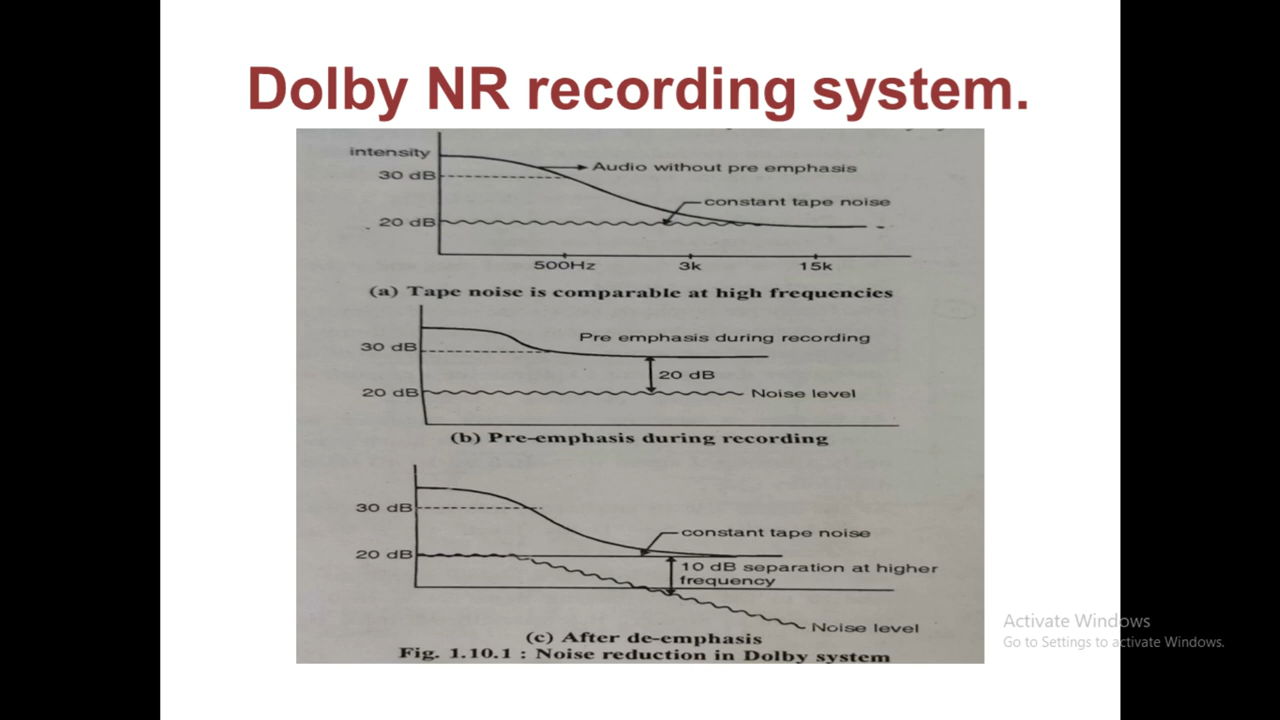 Dolby NR recording system.
intensity
30 dB
Audio without pre emphasis
constant tape noise
20 dB
500Hz 3k 15k
(a) Tape noise is comparable at high frequencies
Pre emphasis during recording
30 dB
20 dB
20 dB
Noise level
(b) Pre-emphasis during recording
30 dB
constant tape noise
20 dB
10 dB separation at higher
frequency
Noise level
(c) After de-emphasis
Fig. 1.10.1 : Noise reduction in Dolby system
Activate Windows
Go to Settings to activate Windows.